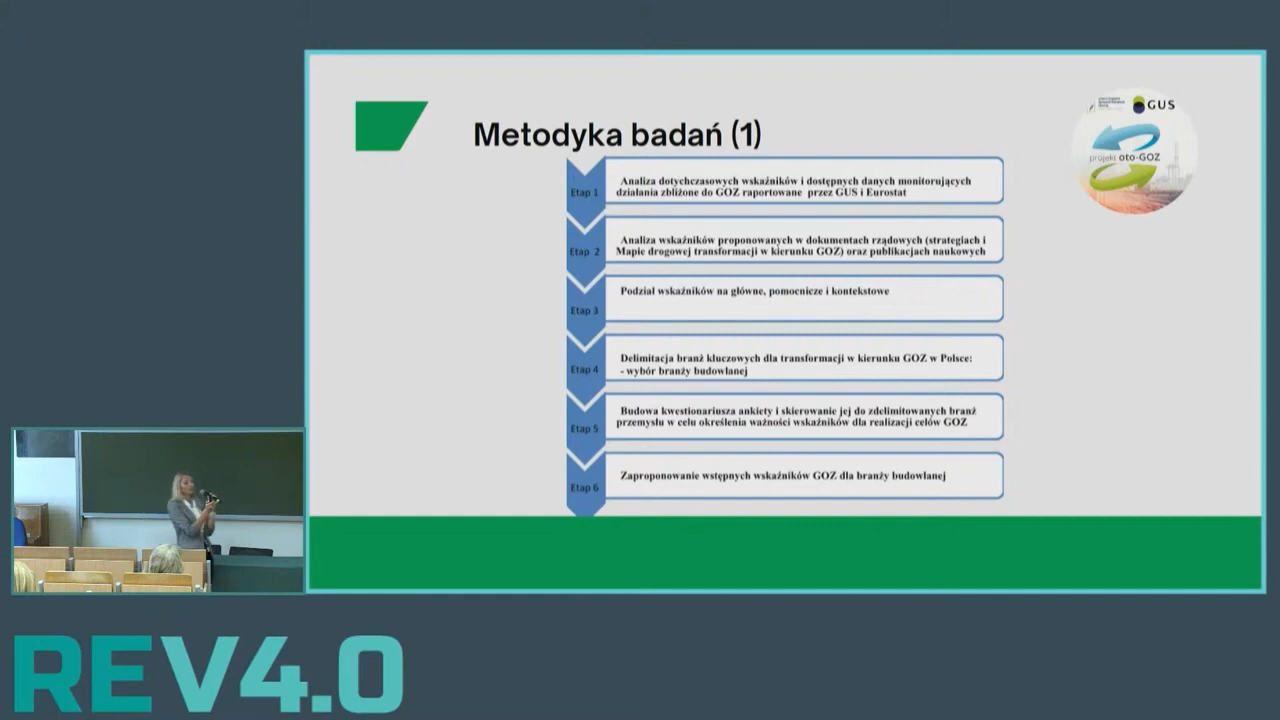 Metodyka badań (1)
GUS
projekt oto-GOZ
Etap 1
Analiza dotychczasowych wskaźników i dostępnych danych monitorujących
działania zbliżone do GOZ raportowane przez GUS i Eurostat
Etap 2
Analiza wskaźników proponowanych w dokumentach rządowych (strategiach i
Mapie drogowej transformacji w kierunku GOZ) oraz publikacjach naukowych
Etap 3
Podział wskaźników na główne, pomocnicze i kontekstowe
Etap 4
Delimitacja branż kluczowych dla transformacji w kierunku GOZ w Polsce:
- wybór branży budowlanej
Etap 5
Budowa kwestionariusza ankiety i skierowanie jej do zdelimitowanych branż
przemysłu w celu określenia ważności wskaźników dla realizacji celów GOZ
Etap 6
Zaproponowanie wstępnych wskaźników GOZ dla branży budowlanej
REV4.0